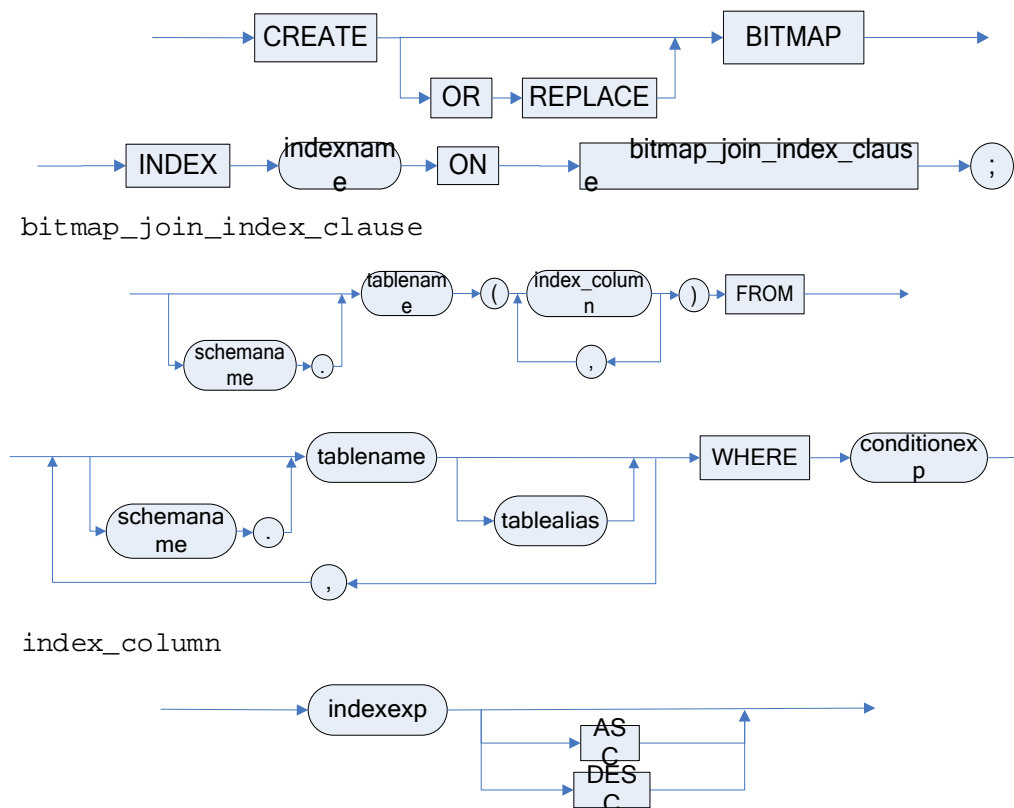 CREATE BITMAP
OR REPLACE
INDEX indexnam
e ON bitmap_join_index_claus
e ;
bitmap_join_index_clause
tablenam
e ( index_colum
n ) FROM
schemana
me . ,
tablename WHERE conditionex
p
schemana
me . tablealias
,
index_column
indexexp
AS
C
DES
C